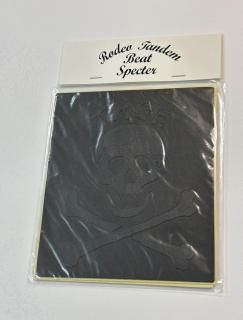 Rodeo Tandem
Beat
Specter